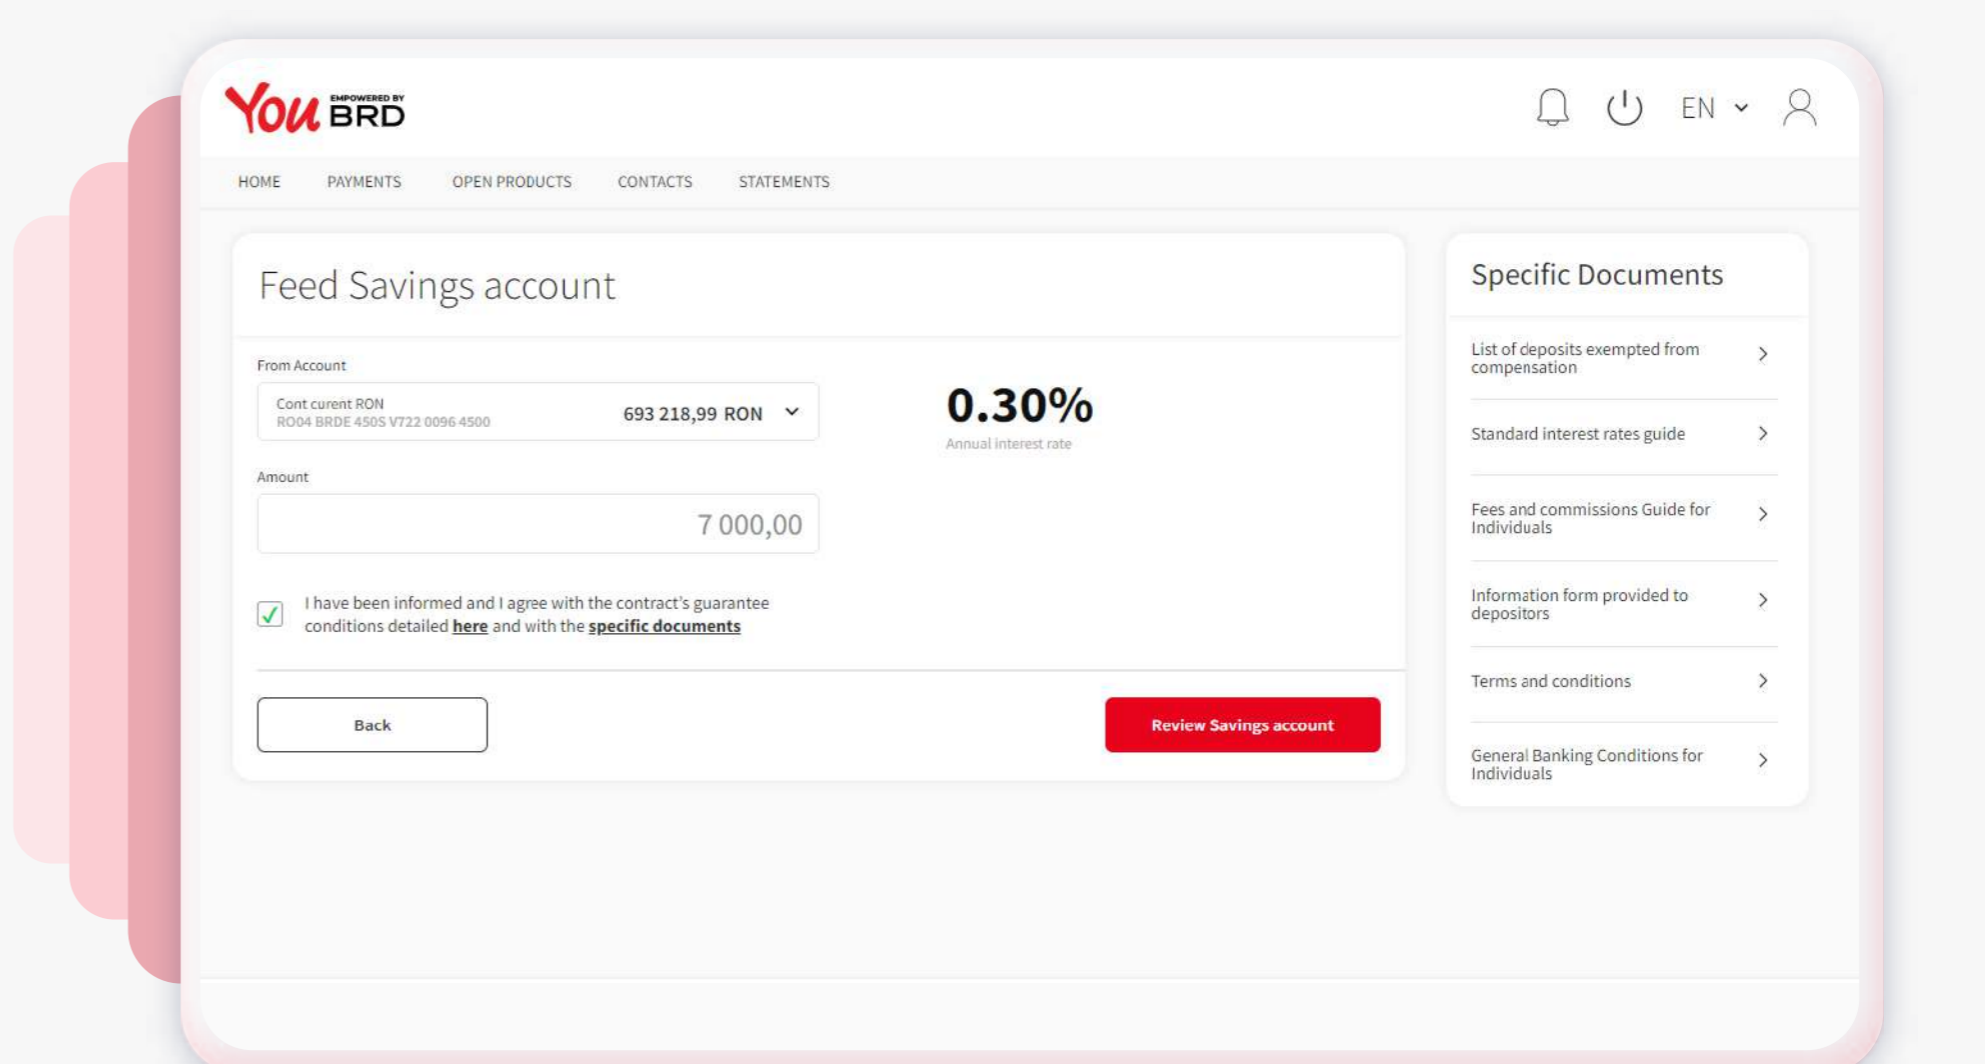 You EMPOWERED BY BRD
EN
HOME PAYMENTS OPEN PRODUCTS CONTACTS STATEMENTS
Feed Savings account
From Account
Cont curent RON
RO04 BRDE 450S V722 0096 4500
693 218,99 RON
0.30%
Annual interest rate
Amount
7 000,00
I have been informed and I agree with the contract's guarantee
conditions detailed here and with the specific documents
Back
Review Savings account
Specific Documents
List of deposits exempted from
compensation
Standard interest rates guide
Fees and commissions Guide for
Individuals
Information form provided to
depositors
Terms and conditions
General Banking Conditions for
Individuals